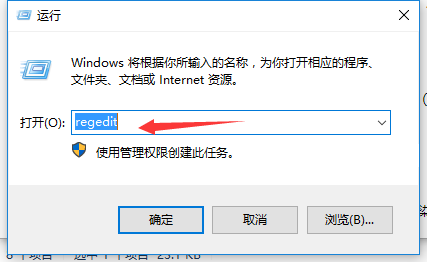 运行
Windows 将根据你所输入的名称，为你打开相应的程序、
文件夹、文档或 Internet 资源。
打开(O): regedit
使用管理权限创建此任务。
确定 取消 浏览(B)...